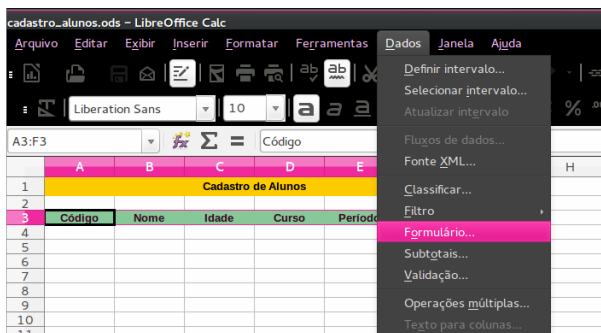 cadastro_alunos.ods – LibreOffice Calc
Arquivo Editar Exibir Inserir Formatar Ferramentas Dados Janela Ajuda
Definir intervalo...
Selecionar intervalo...
Atualizar intervalo
Fluxos de dados...
Fonte XML...
Classificar...
Filtro
Formulário...
Subtotais...
Validação...
Operações múltiplas...
Texto para colunas...
Liberation Sans 10 a a a %
A3:F3 Código
A B C D E H
1 Cadastro de Alunos
2
3 Código Nome Idade Curso Período
4
5
6
7
8
9
10
11